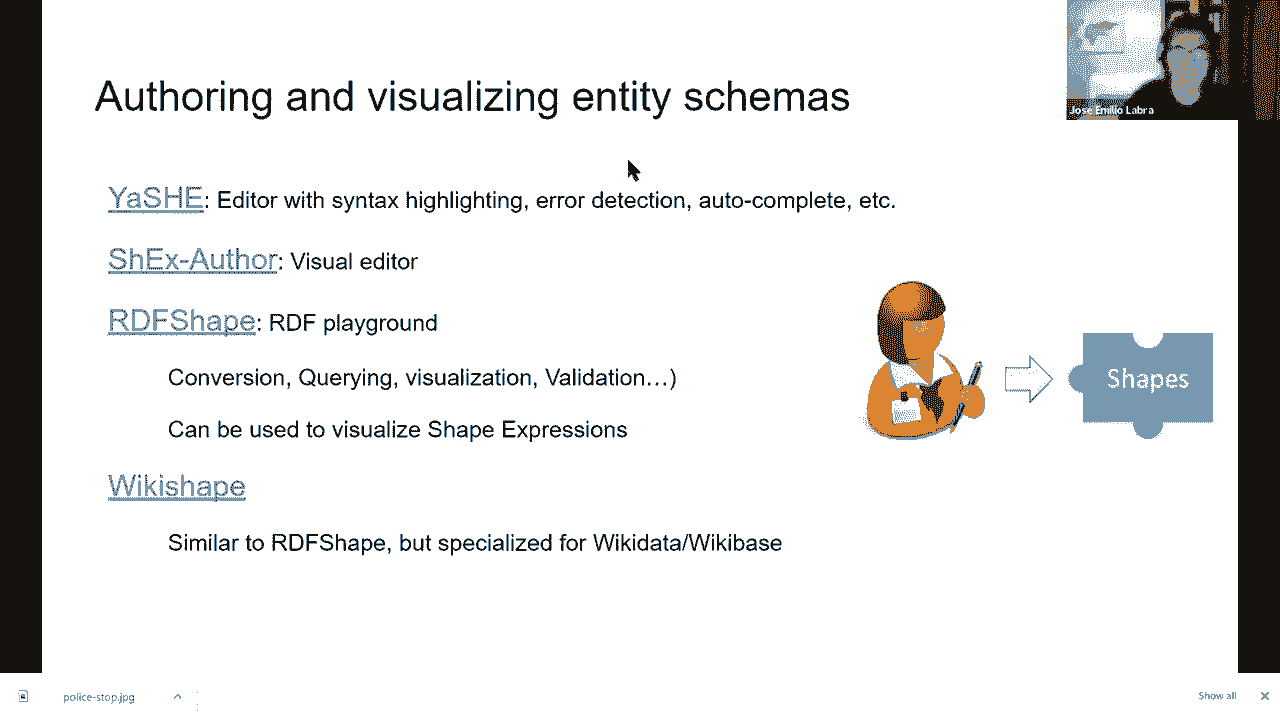 Jose Emilio Labra
Authoring and visualizing entity schemas
YaSHE: Editor with syntax highlighting, error detection, auto-complete, etc.
ShEx-Author: Visual editor
RDFShape: RDF playground
Conversion, Querying, visualization, Validation…)
Can be used to visualize Shape Expressions
Shapes
Wikishape
Similar to RDFShape, but specialized for Wikidata/Wikibase
police-stop.jpg
Show all